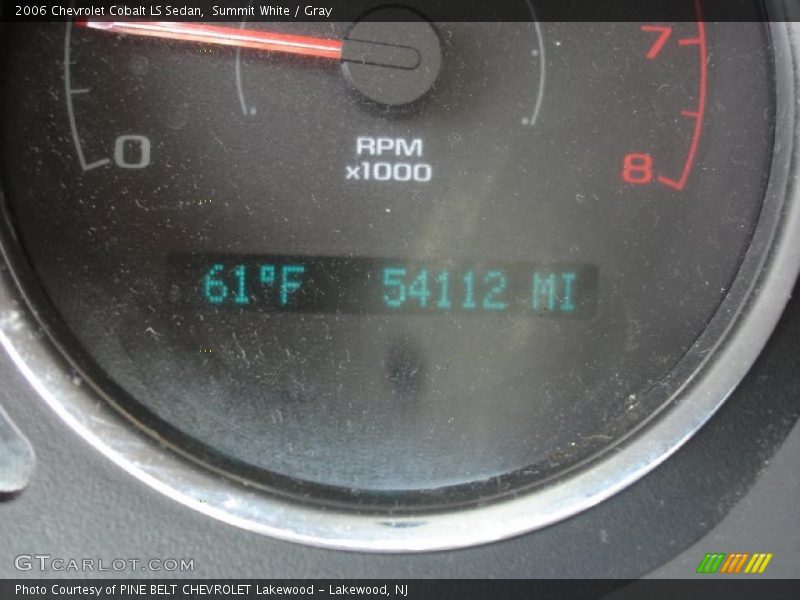 2006 Chevrolet Cobalt LS Sedan,  Summit White / Gray
7
0
RPM
x1000
8
61°F 54112 MI
GTCARLOT.COM
Photo Courtesy of PINE BELT CHEVROLET Lakewood - Lakewood, NJ